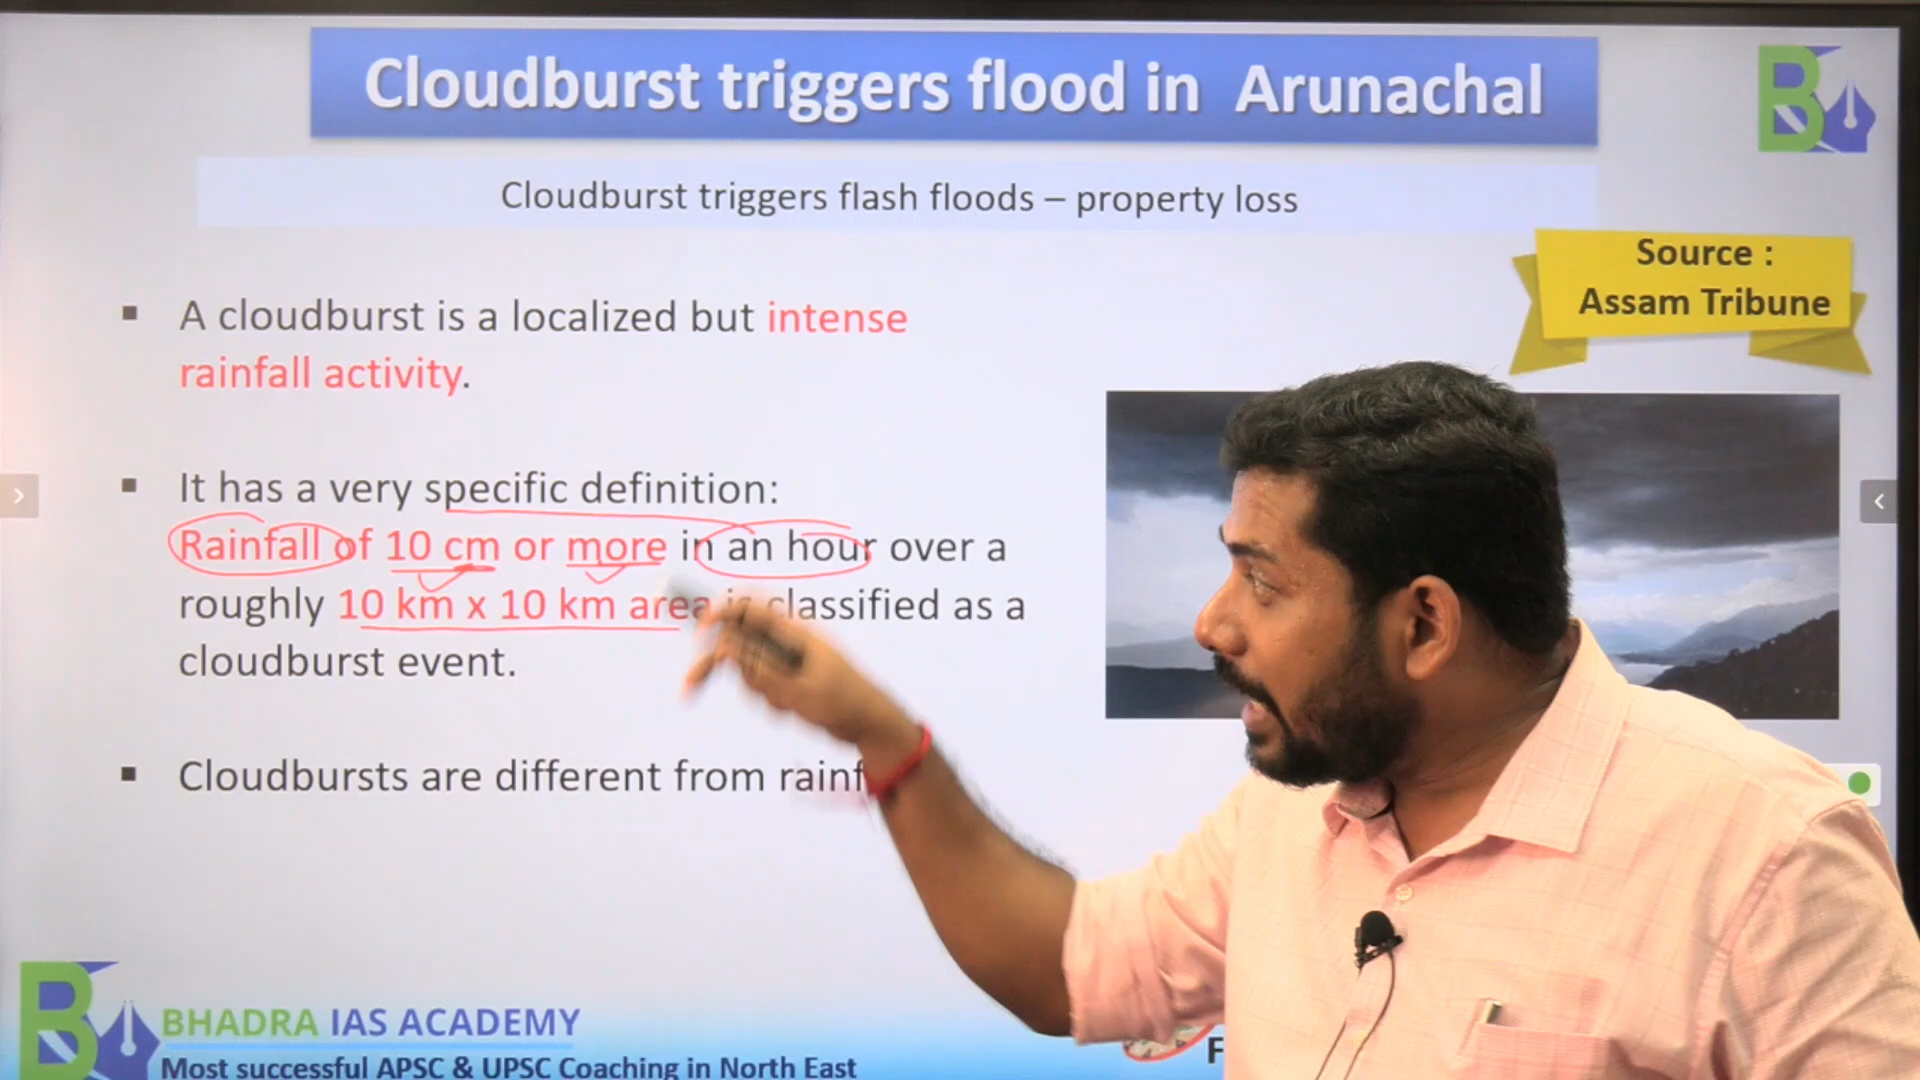 Cloudburst triggers flood in Arunachal
Cloudburst triggers flash floods – property loss
Source :
Assam Tribune
A cloudburst is a localized but intense
rainfall activity.
It has a very specific definition:
Rainfall of 10 cm or more in an hour over a
roughly 10 km x 10 km area is classified as a
cloudburst event.
Cloudbursts are different from
BHADRA IAS ACADEMY
Most successful APSC & UPSC Coaching in North East